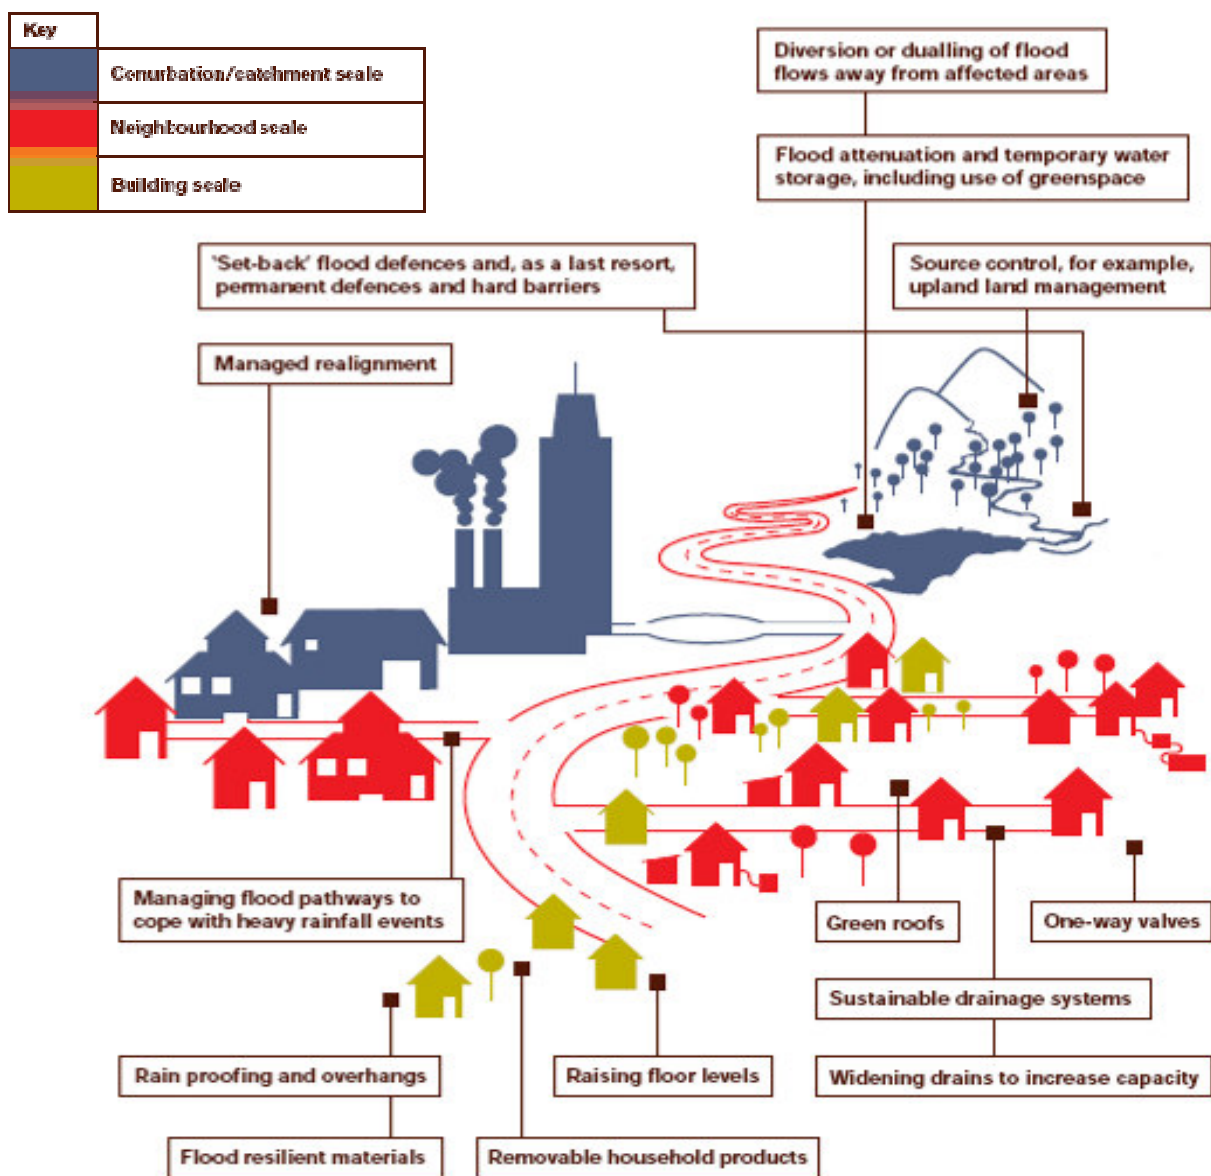 Key
Conurbation/catchment scale
Neighbourhood scale
Building scale
Diversion or dualling of flood
flows away from affected areas
Flood attenuation and temporary water
storage, including use of greenspace
'Set-back' flood defences and, as a last resort,
permanent defences and hard barriers
Source control, for example,
upland land management
Managed realignment
Managing flood pathways to
cope with heavy rainfall events
Green roofs
One-way valves
Sustainable drainage systems
Rain proofing and overhangs
Raising floor levels
Widening drains to increase capacity
Flood resilient materials
Removable household products